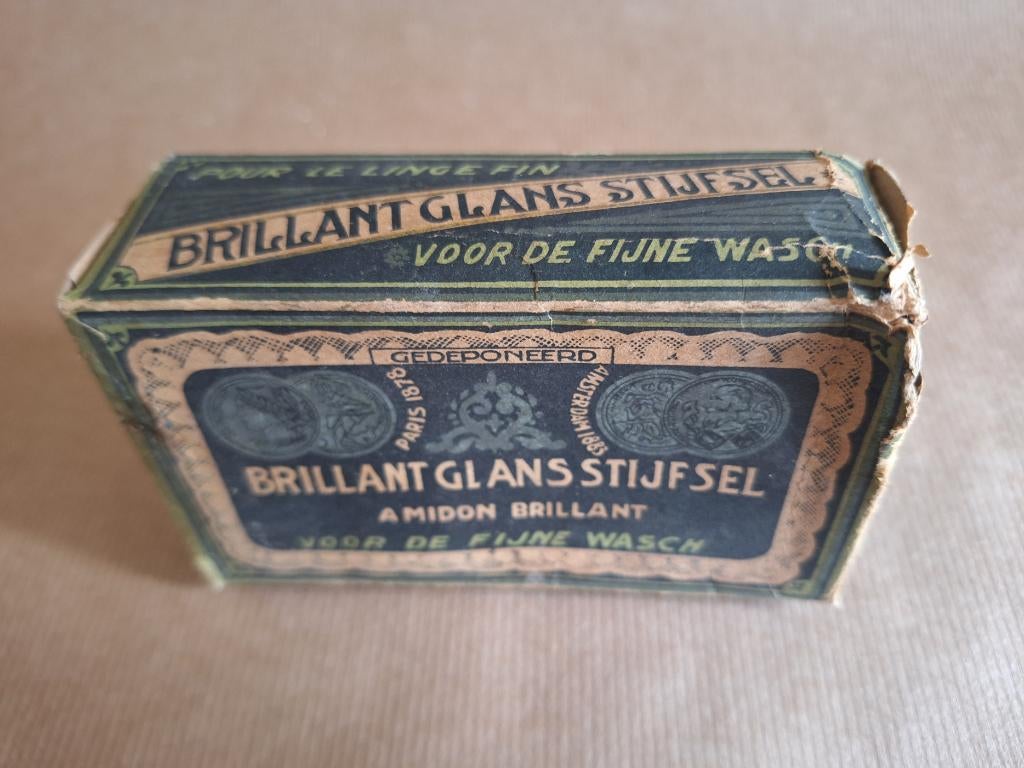 POUR LE LINGE FIN
BRILLANT GLANS STIJFSEL
VOOR DE FIJNE WASCH
GEDEPONEERD
PARIS 1878
AMSTERDAM 1883
BRILLANT GLANS STIJFSEL
AMIDON BRILLANT
VOOR DE FIJNE WASCH